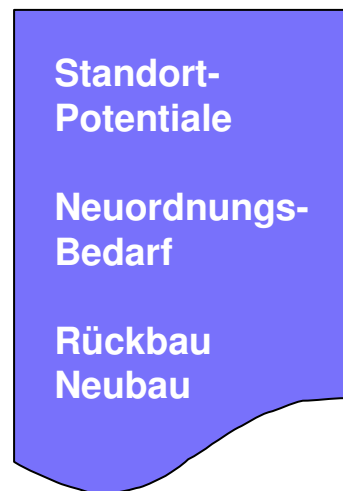 Standort-
Potentiale
Neuordnungs-
Bedarf
Rückbau
Neubau